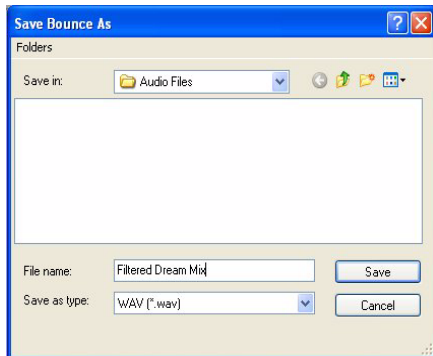 Save Bounce As
Folders
Save in: Audio Files
File name: Filtered Dream Mix Save
Save as type: WAV (*.wav) Cancel